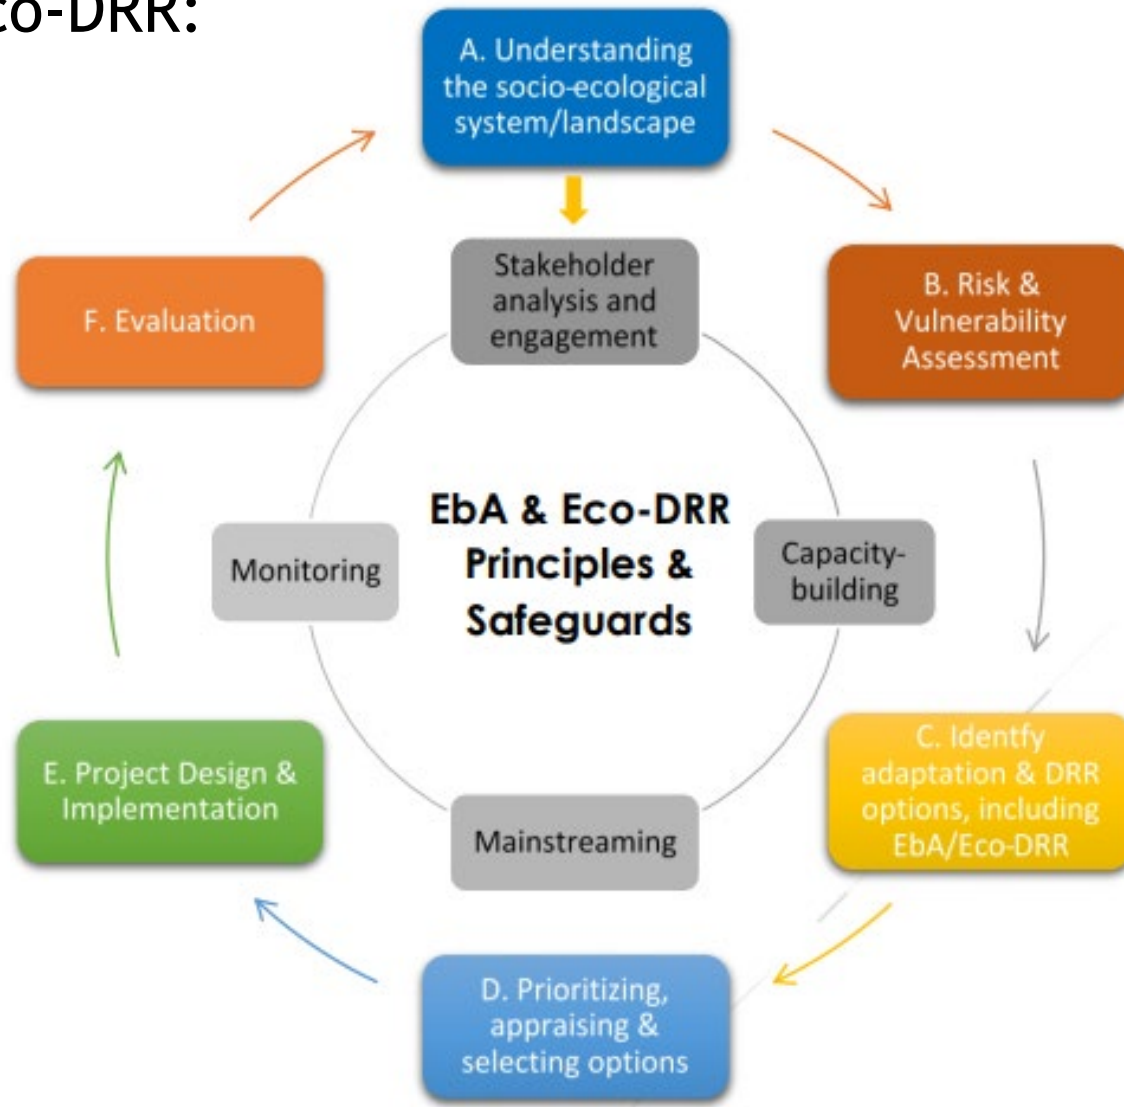 co-DRR:
A. Understanding
the socio-ecological
system/landscape
Stakeholder
analysis and
engagement
F. Evaluation
B. Risk &
Vulnerability
Assessment
EbA & Eco-DRR
Principles &
Safeguards
Monitoring
Capacity-
building
E. Project Design &
Implementation
C. Identfy
adaptation & DRR
options, including
EbA/Eco-DRR
Mainstreaming
D. Prioritizing,
appraising &
selecting options